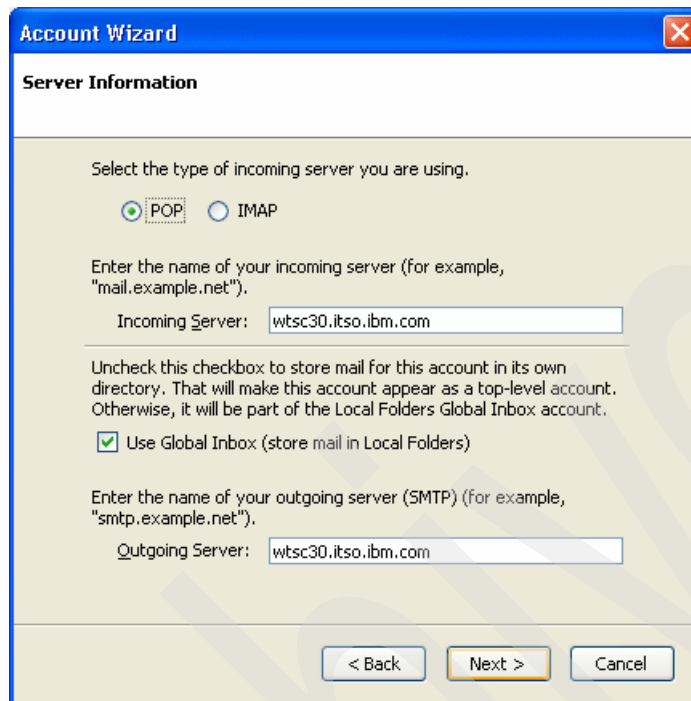 Account Wizard
Server Information
Select the type of incoming server you are using.
POP IMAP
Enter the name of your incoming server (for example,
"mail.example.net").
Incoming Server: wtsc30.itso.ibm.com
Uncheck this checkbox to store mail for this account in its own
directory. That will make this account appear as a top-level account.
Otherwise, it will be part of the Local Folders Global Inbox account.
Use Global Inbox (store mail in Local Folders)
Enter the name of your outgoing server (SMTP) (for example,
"smtp.example.net").
Outgoing Server: wtsc30.itso.ibm.com
< Back Next > Cancel